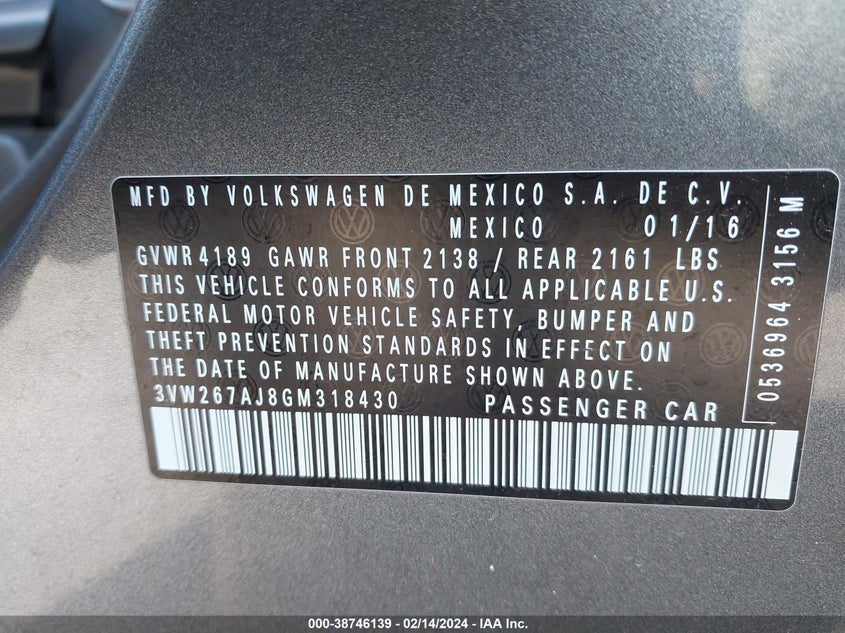 MFD BY VOLKSWAGEN DE MEXICO S.A. DE C.V.
MEXICO 01/16
GVWR 4189 GAWR FRONT 2138 / REAR 2161 LBS
THIS VEHICLE CONFORMS TO ALL APPLICABLE U.S.
FEDERAL MOTOR VEHICLE SAFETY, BUMPER AND
THEFT PREVENTION STANDARDS IN EFFECT ON
THE DATE OF MANUFACTURE SHOWN ABOVE.
3VW267AJ8GM318430 PASSENGER CAR
0536964 3156 M
000-38746139 - 02/14/2024 - IAA Inc.